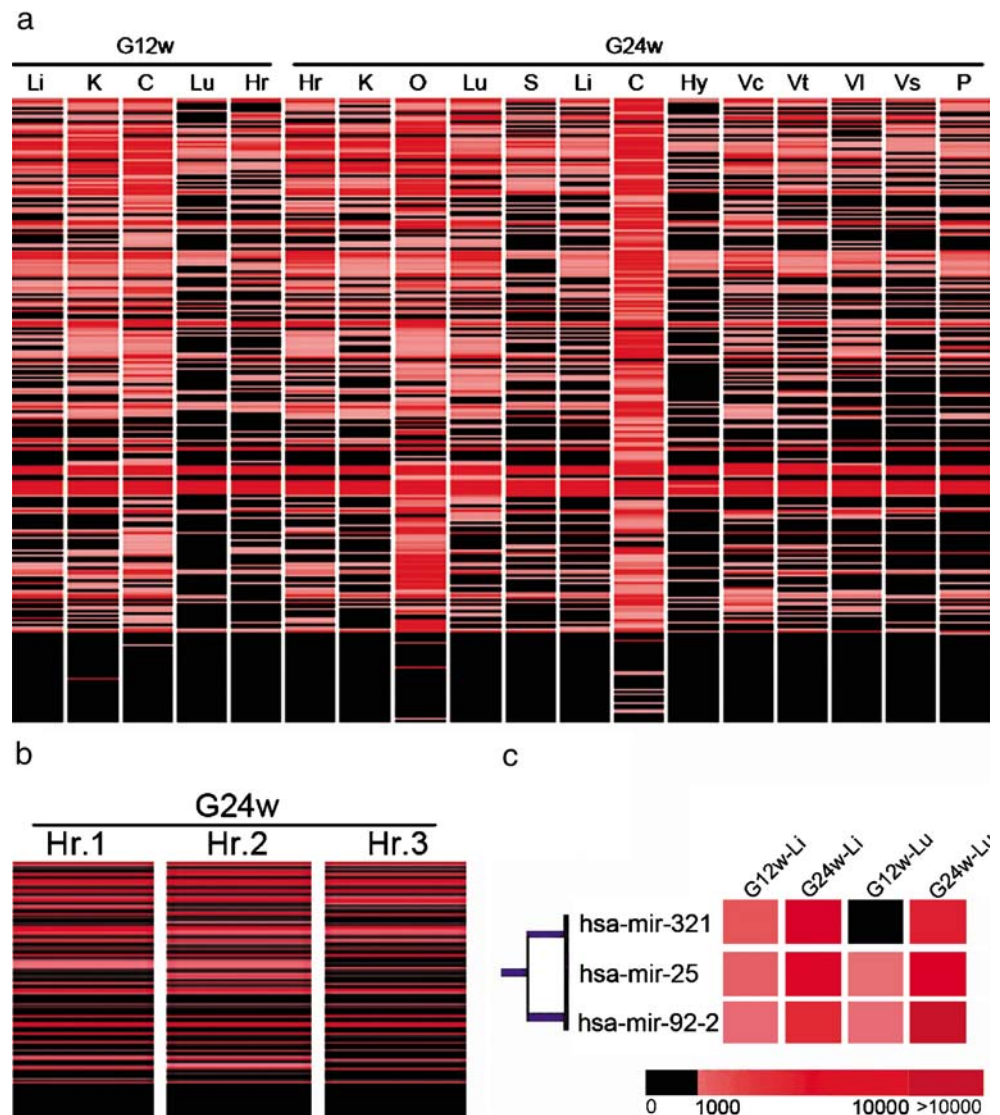 a
G12w G24w
Li K C Lu Hr Hr K O Lu S Li C Hy Vc Vt Vl Vs P
b
G24w
Hr.1 Hr.2 Hr.3
c
G12w-Li G24w-Li G12w-Lu G24w-Lu
hsa-mir-321
hsa-mir-25
hsa-mir-92-2
0 1000 10000 >10000